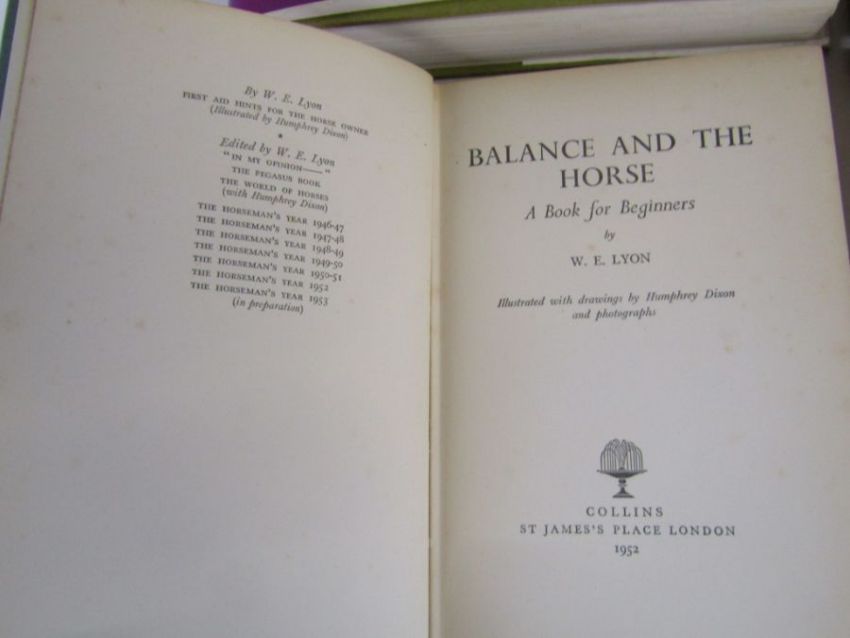 By W. E. Lyon
FIRST AID HINTS FOR THE HORSE OWNER
(Illustrated by Humphrey Dixon)
*
Edited by W. E. Lyon
"IN MY OPINION——"
THE PEGASUS BOOK
THE WORLD OF HORSES
(with Humphrey Dixon)
THE HORSEMAN'S YEAR 1946-47
THE HORSEMAN'S YEAR 1947-48
THE HORSEMAN'S YEAR 1948-49
THE HORSEMAN'S YEAR 1949-50
THE HORSEMAN'S YEAR 1950-51
THE HORSEMAN'S YEAR 1952
THE HORSEMAN'S YEAR 1953
(in preparation)
BALANCE AND THE
HORSE
A Book for Beginners
by
W. E. LYON
Illustrated with drawings by Humphrey Dixon
and photographs
COLLINS
ST JAMES'S PLACE LONDON
1952